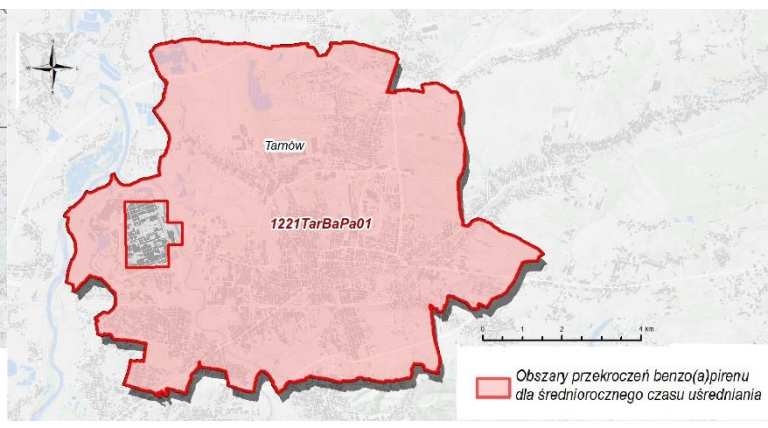 Tarnów
1221TarBaPa01
0 1 2 4 km
Obszary przekroczeń benzo(a)pirenu
dla średniorocznego czasu uśredniania